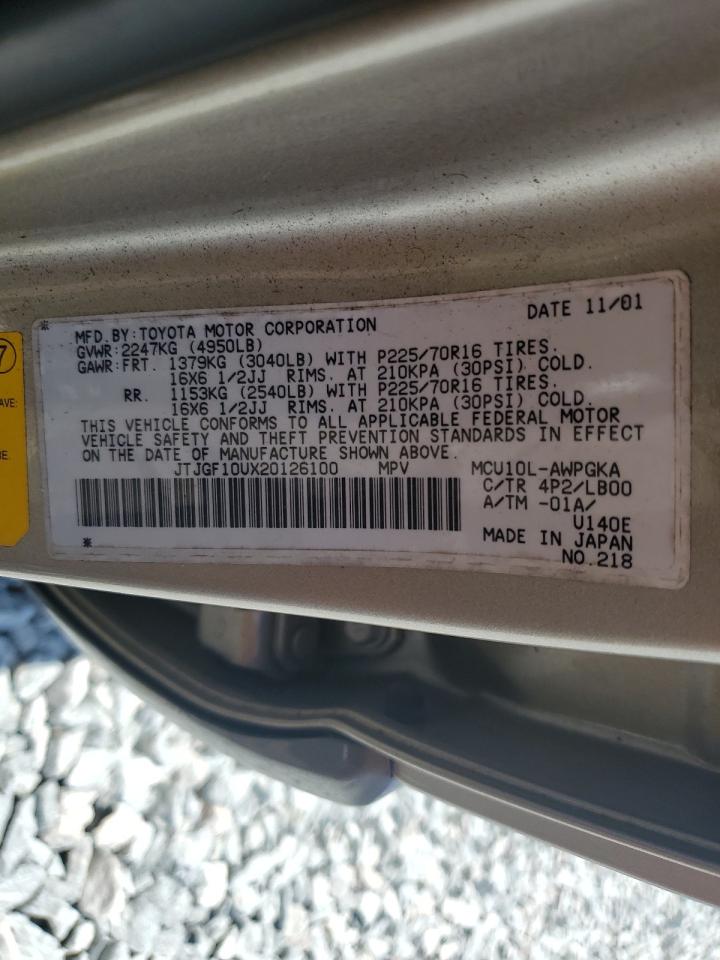 DATE 11/01
MFD.BY:TOYOTA MOTOR CORPORATION
GVWR:2247KG (4950LB)
GAWR:FRT. 1379KG (3040LB) WITH P225/70R16 TIRES.
16X6 1/2JJ RIMS. AT 210KPA (30PSI) COLD.
RR. 1153KG (2540LB) WITH P225/70R16 TIRES.
16X6 1/2JJ RIMS. AT 210KPA (30PSI) COLD.
THIS VEHICLE CONFORMS TO ALL APPLICABLE FEDERAL MOTOR
VEHICLE SAFETY AND THEFT PREVENTION STANDARDS IN EFFECT
ON THE DATE OF MANUFACTURE SHOWN ABOVE.
JTJGF10UX20126100 MPV MCU10L-AWPGKA
C/TR 4P2/LB00
A/TM -01A/
U140E
MADE IN JAPAN
NO.218
7
AVE:
E.